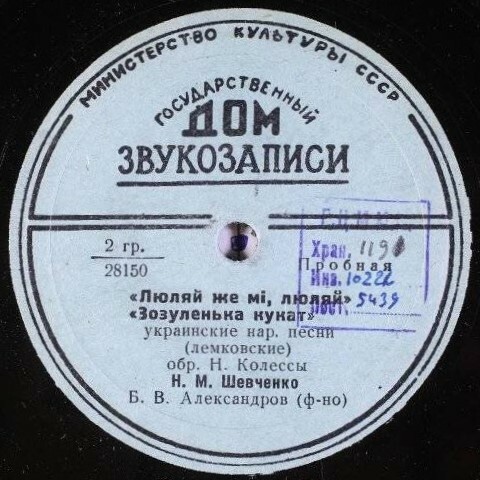 МИНИСТЕРСТВО КУЛЬТУРЫ СССР
ГОСУДАРСТВЕННЫЙ
ДОМ
ЗВУКОЗАПИСИ
2 гр.
28150
Хран. 1190
Пробная
Инв. 10222
5439
«Люляй же мі, люляй»
«Зозуленька кукат»
украинские нар. песни
(лемковские)
обр. Н. Колессы
Н. М. Шевченко
Б. В. Александров (ф-но)